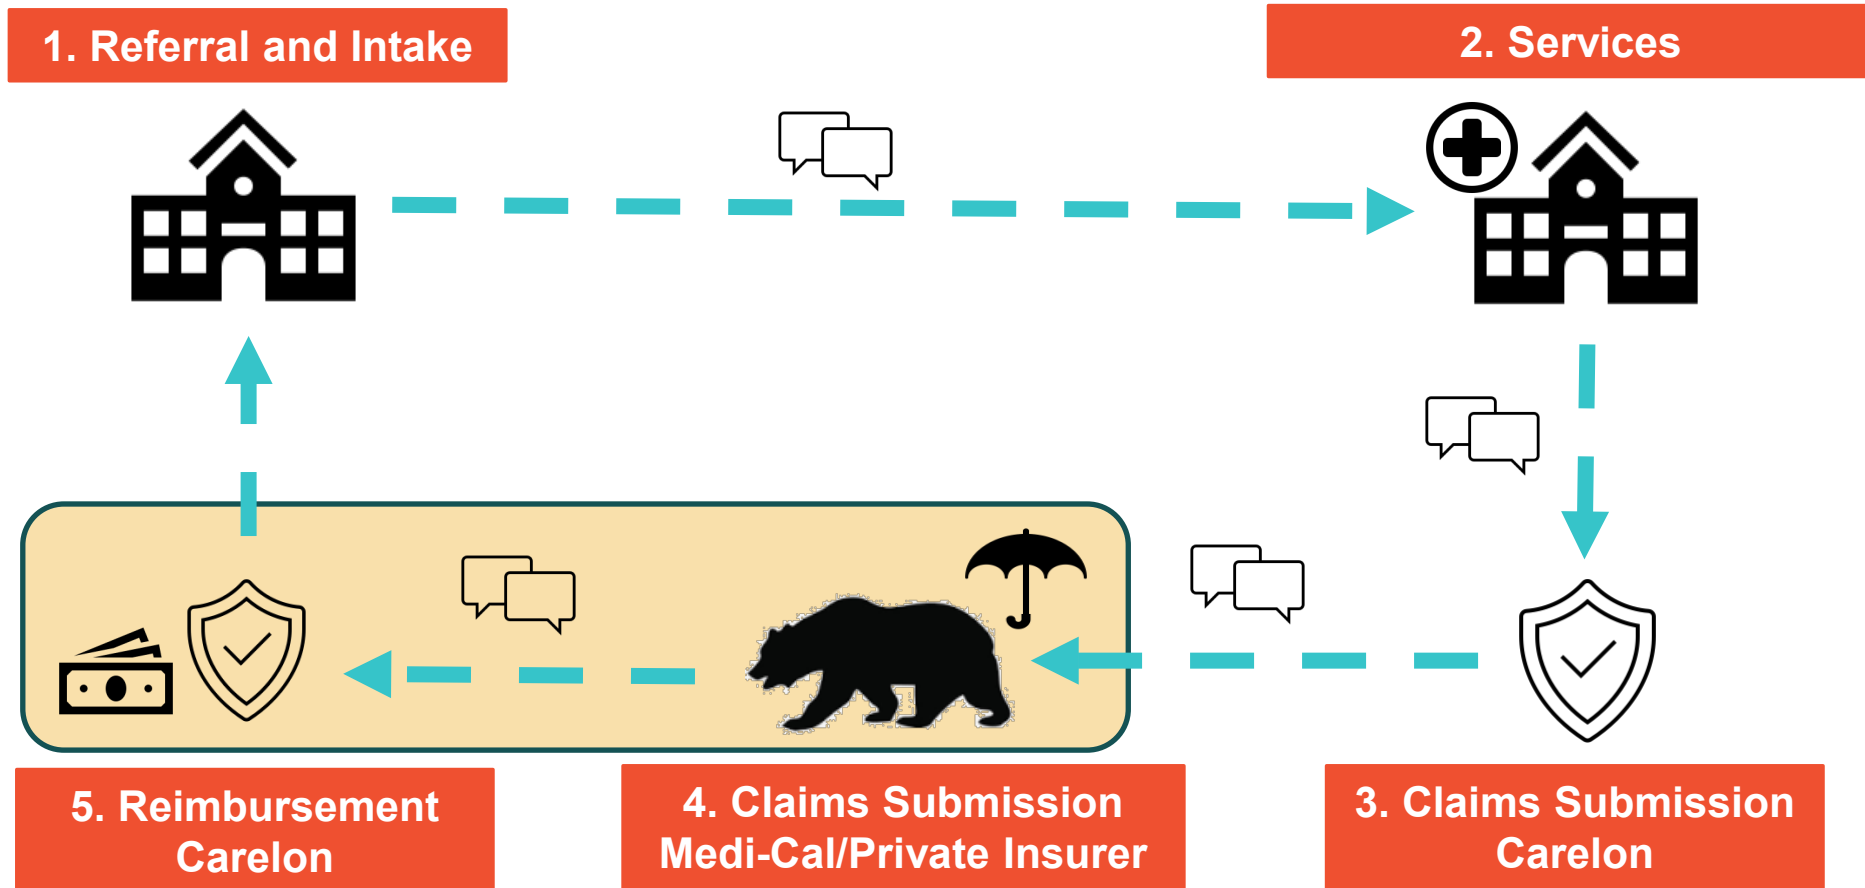 1. Referral and Intake
2. Services
5. Reimbursement
Carelon
4. Claims Submission
Medi-Cal/Private Insurer
3. Claims Submission
Carelon